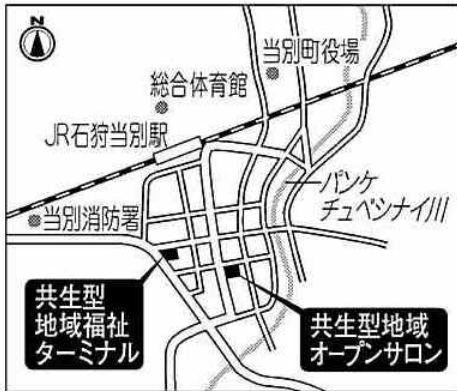 N
当別町役場
総合体育館
JR石狩当別駅
パンケ
チュベシナイ川
当別消防署
共生型
地域福祉
ターミナル
共生型地域
オープンサロン